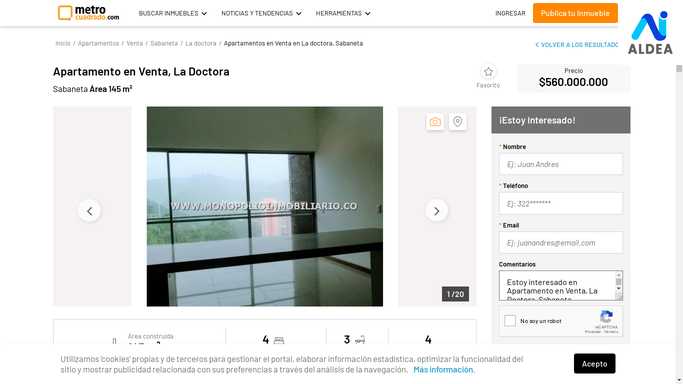 metro
cuadrado.com
BUSCAR INMUEBLES
NOTICIAS Y TENDENCIAS
HERRAMIENTAS
INGRESAR
Publica tu Inmueble
ALDEA
Inicio / Apartamentos / Venta / Sabaneta / La doctora / Apartamentos en Venta en La doctora, Sabaneta
VOLVER A LOS RESULTADO
Apartamento en Venta, La Doctora
Sabaneta Área 145 m²
Favorito
Precio
$560.000.000
WWW.MONOPOLIOINMOBILIARIO.CO
1 / 20
¡Estoy Interesado!
* Nombre
Ej: Juan Andres
* Teléfono
Ej: 322*******
* Email
Ej: juanandres@email.com
Comentarios
Estoy interesado en
Apartamento en Venta, La
Doctora, Sabaneta
No soy un robot
reCAPTCHA
Privacidad - Términos
Área construida
4
3
4
Utilizamos 'cookies' propias y de terceros para gestionar el portal, elaborar información estadística, optimizar la funcionalidad del
sitio y mostrar publicidad relacionada con sus preferencias a través del análisis de la navegación. Más información.
Acepto